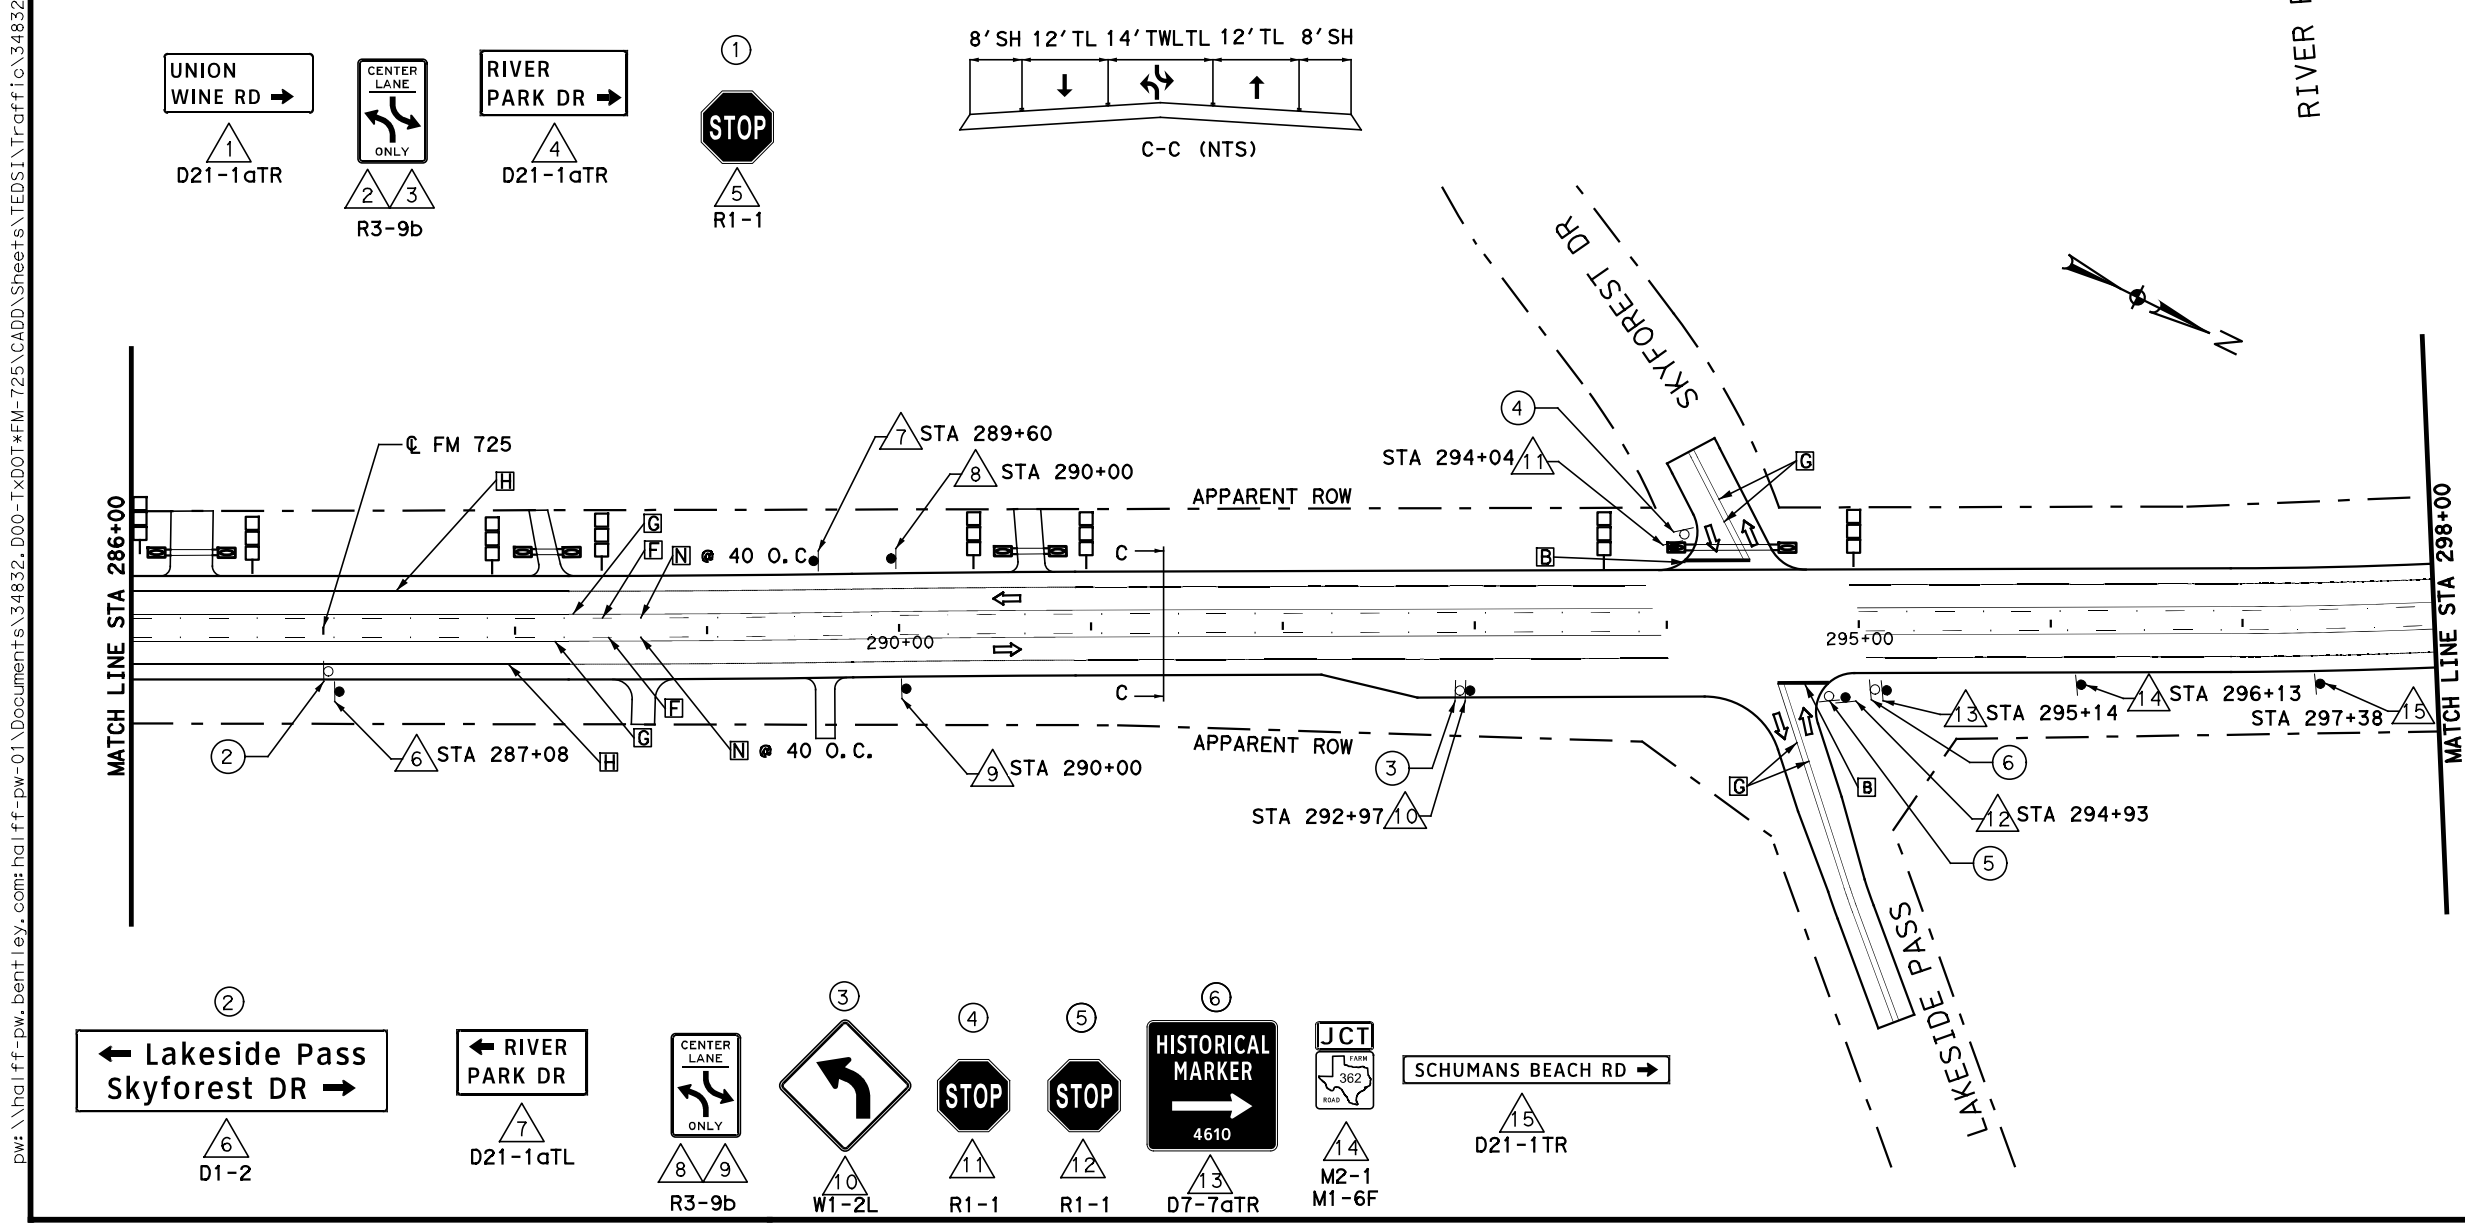 pw:\\halff-pw.bentley.com:halff-pw-01\Documents\34832.D00-TxDOT*FM-725\CADD\Sheets\TEDSI\Traffic\34832
UNION
WINE RD
1
D21-1aTR
CENTER
LANE
ONLY
2 3
R3-9b
RIVER
PARK DR
4
D21-1aTR
1
STOP
5
R1-1
8' SH 12' TL 14' TWLTL 12' TL 8' SH
C-C (NTS)
RIVER
SKYFOREST DR
N
MATCH LINE STA 286+00
℄ FM 725
H
G
F
N @ 40 O.C.
7 STA 289+60
8 STA 290+00
C
APPARENT ROW
4
STA 294+04 11
B
G
MATCH LINE STA 298+00
290+00
295+00
2
6 STA 287+08
H
G
F
N @ 40 O.C.
9 STA 290+00
C
APPARENT ROW
3
STA 292+97 10
G
B
13 STA 295+14
14 STA 296+13
STA 297+38 15
6
12 STA 294+93
5
LAKESIDE PASS
2
Lakeside Pass
Skyforest DR
6
D1-2
RIVER
PARK DR
7
D21-1aTL
CENTER
LANE
ONLY
8 9
R3-9b
3
10
W1-2L
4
STOP
11
R1-1
5
STOP
12
R1-1
6
HISTORICAL
MARKER
4610
13
D7-7aTR
JCT
FARM
362
ROAD
14
M2-1
M1-6F
SCHUMANS BEACH RD
15
D21-1TR